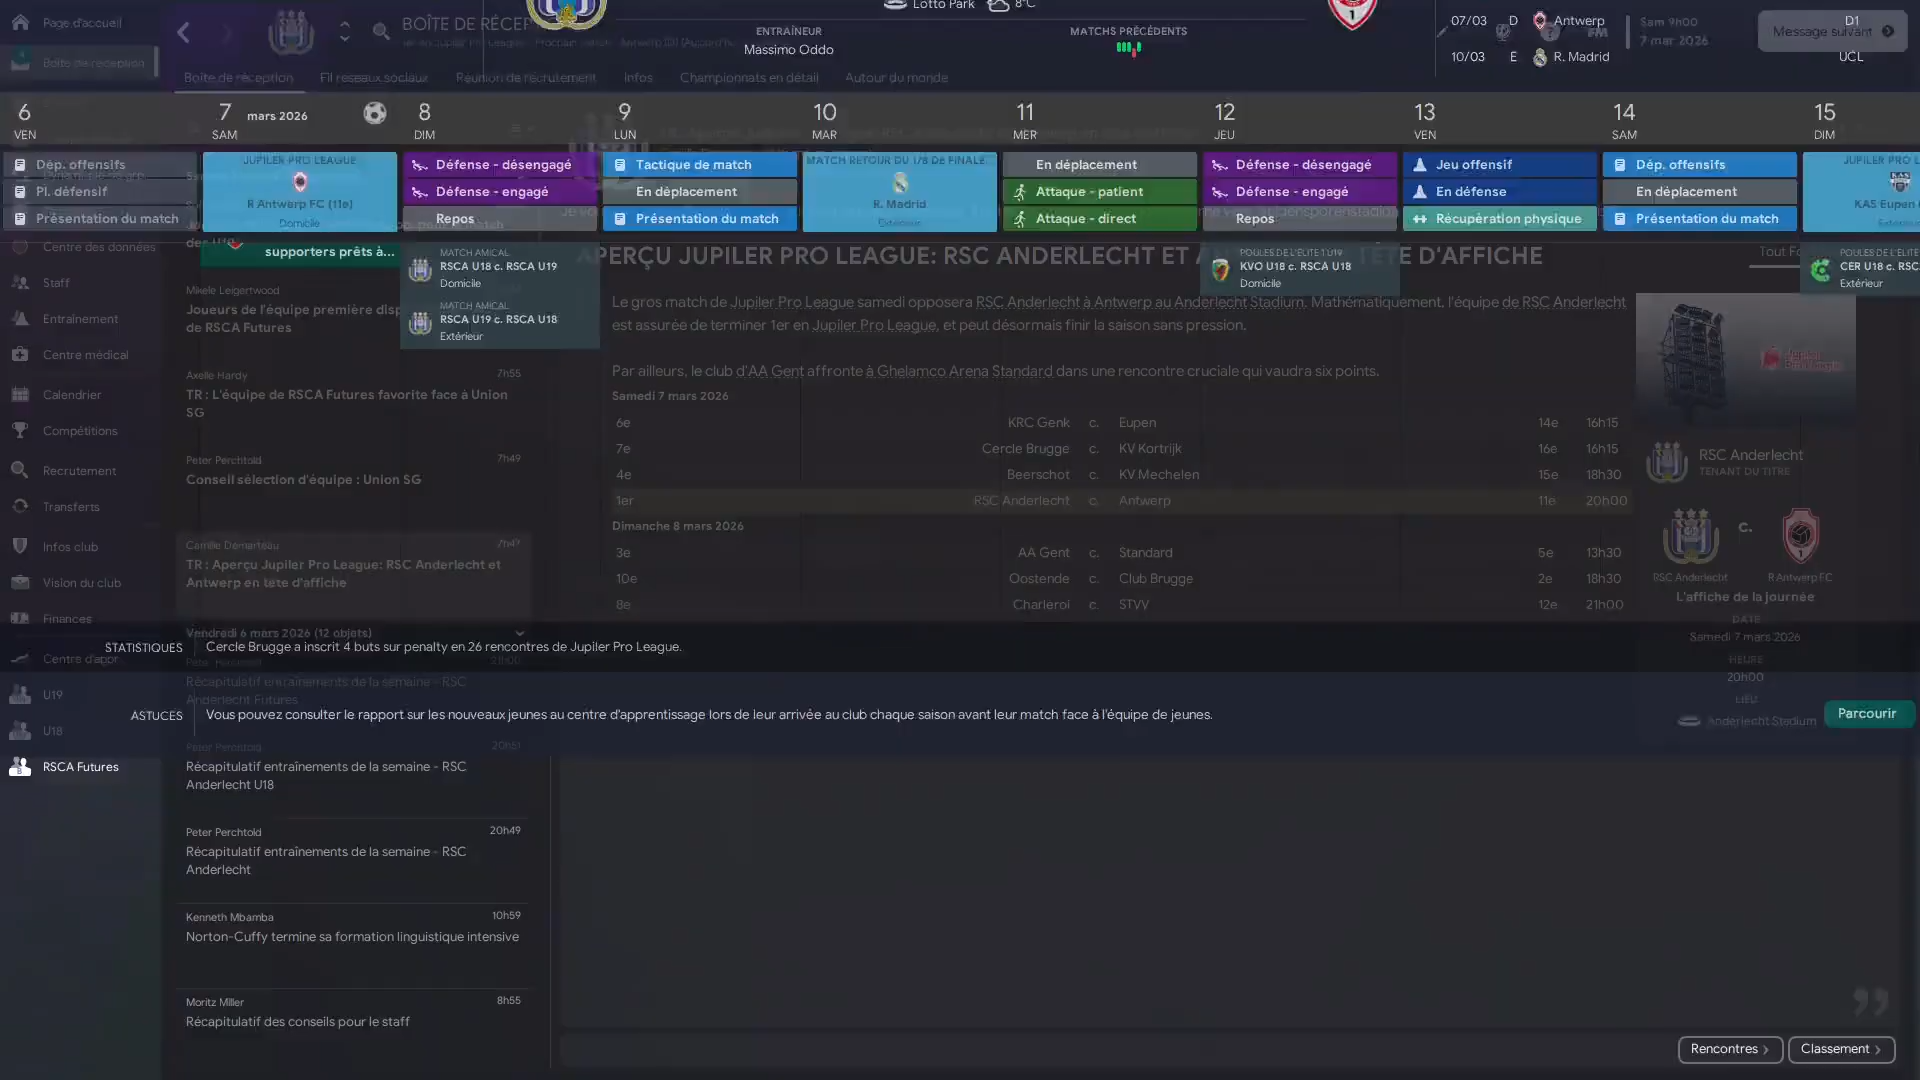 Page d'accueil
BOÎTE DE RÉCEP
Lotto Park
8°C
ENTRAÎNEUR
Massimo Oddo
MATCHS PRÉCÉDENTS
07/03 D Antwerp D1
10/03 E R. Madrid UCL
Sam 9h00
7 mar 2026
Message suivant
Boîte de réception
Boîte de réception Fil réseaux sociaux Réunion de recrutement Infos Championnats en détail Autour du monde
6 VEN
7 SAM mars 2026
8 DIM
9 LUN
10 MAR
11 MER
12 JEU
13 VEN
14 SAM
15 DIM
Dép. offensifs
Pl. défensif
Présentation du match
JUPILER PRO LEAGUE
R Antwerp FC (11e)
Domicile
Défense - désengagé
Défense - engagé
Repos
Tactique de match
En déplacement
Présentation du match
MATCH RETOUR DU 1/8 DE FINALE
R. Madrid
Extérieur
En déplacement
Attaque - patient
Attaque - direct
Défense - désengagé
Défense - engagé
Repos
Jeu offensif
En défense
Récupération physique
Dép. offensifs
En déplacement
Présentation du match
JUPILER PRO L
KAS Eupen
supporters prêts à...
MATCH AMICAL
RSCA U18 c. RSCA U19
Domicile
MATCH AMICAL
RSCA U19 c. RSCA U18
Extérieur
POULES DE L'ÉLITE 1 U19
KVO U18 c. RSCA U18
Domicile
POULES DE L'ÉLITE
CER U18 c. RSC
Extérieur
Centre des données
Staff
Entraînement
Centre médical
Calendrier
Compétitions
Recrutement
Transferts
Infos club
Vision du club
Finances
Centre d'appr.
U19
U18
RSCA Futures
Mikele Leigertwood
Joueurs de l'équipe première disp
de RSCA Futures
Axelle Hardy 7h55
TR : L'équipe de RSCA Futures favorite face à Union
SG
Peter Perchtold 7h49
Conseil sélection d'équipe : Union SG
Camille Demarteau 7h47
TR : Aperçu Jupiler Pro League: RSC Anderlecht et
Antwerp en tête d'affiche
Vendredi 6 mars 2026 (12 objets)
21h00
Récapitulatif entraînements de la semaine - RSC
Anderlecht Futures
Peter Perchtold 20h51
Récapitulatif entraînements de la semaine - RSC
Anderlecht U18
Peter Perchtold 20h49
Récapitulatif entraînements de la semaine - RSC
Anderlecht
Kenneth Mbamba 10h59
Norton-Cuffy termine sa formation linguistique intensive
Moritz Miller 8h55
Récapitulatif des conseils pour le staff
APERÇU JUPILER PRO LEAGUE: RSC ANDERLECHT ET A TÊTE D'AFFICHE
Le gros match de Jupiler Pro League samedi opposera RSC Anderlecht à Antwerp au Anderlecht Stadium. Mathématiquement, l'équipe de RSC Anderlecht
est assurée de terminer 1er en Jupiler Pro League, et peut désormais finir la saison sans pression.
Par ailleurs, le club d'AA Gent affronte à Ghelamco Arena Standard dans une rencontre cruciale qui vaudra six points.
Samedi 7 mars 2026
6e KRC Genk c. Eupen 14e 16h15
7e Cercle Brugge c. KV Kortrijk 16e 16h15
4e Beerschot c. KV Mechelen 15e 18h30
1er RSC Anderlecht c. Antwerp 11e 20h00
Dimanche 8 mars 2026
3e AA Gent c. Standard 5e 13h30
10e Oostende c. Club Brugge 2e 18h30
8e Charleroi c. STVV 12e 21h00
RSC Anderlecht
TENANT DU TITRE
c.
RSC Anderlecht R Antwerp FC
L'affiche de la journée
DATE
Samedi 7 mars 2026
HEURE
20h00
LIEU
Anderlecht Stadium
STATISTIQUES Cercle Brugge a inscrit 4 buts sur penalty en 26 rencontres de Jupiler Pro League.
ASTUCES Vous pouvez consulter le rapport sur les nouveaux jeunes au centre d'apprentissage lors de leur arrivée au club chaque saison avant leur match face à l'équipe de jeunes.
Parcourir
Rencontres
Classement